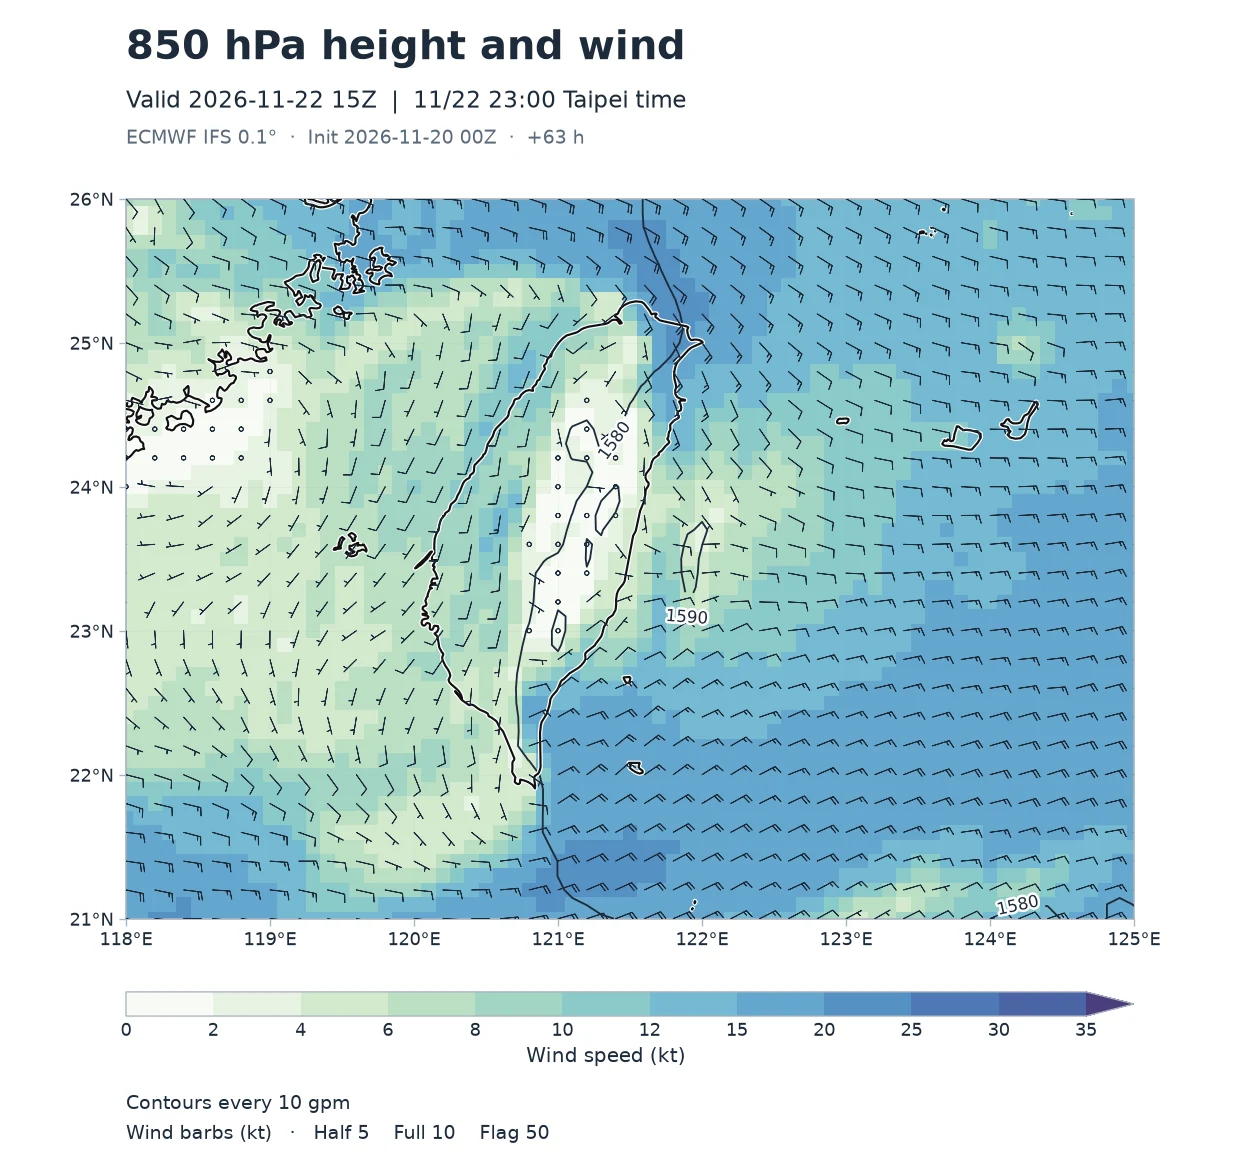 850 hPa height and wind
Valid 2026-11-22 15Z | 11/22 23:00 Taipei time
ECMWF IFS 0.1° · Init 2026-11-20 00Z · +63 h
26°N
25°N
24°N
23°N
22°N
21°N
1580
1590
1580
118°E 119°E 120°E 121°E 122°E 123°E 124°E 125°E
0 2 4 6 8 10 12 15 20 25 30 35
Wind speed (kt)
Contours every 10 gpm
Wind barbs (kt) · Half 5 Full 10 Flag 50